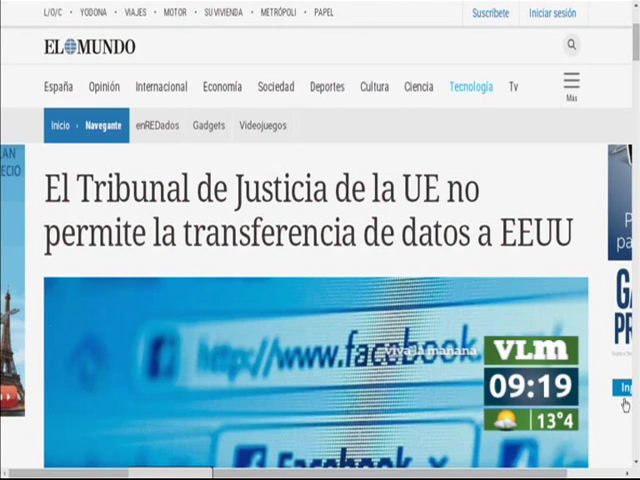 L/O/C YODONA VIAJES MOTOR SU VIVIENDA METRÓPOLI PAPEL Suscríbete Iniciar sesión
EL MUNDO
España Opinión Internacional Economía Sociedad Deportes Cultura Ciencia Tecnología Tv
Más
Inicio › Navegante enREDados Gadgets Videojuegos
El Tribunal de Justicia de la UE no
permite la transferencia de datos a EEUU
http://www.facebook
viva la mañana
vlm
09:19
13°4
Facebook